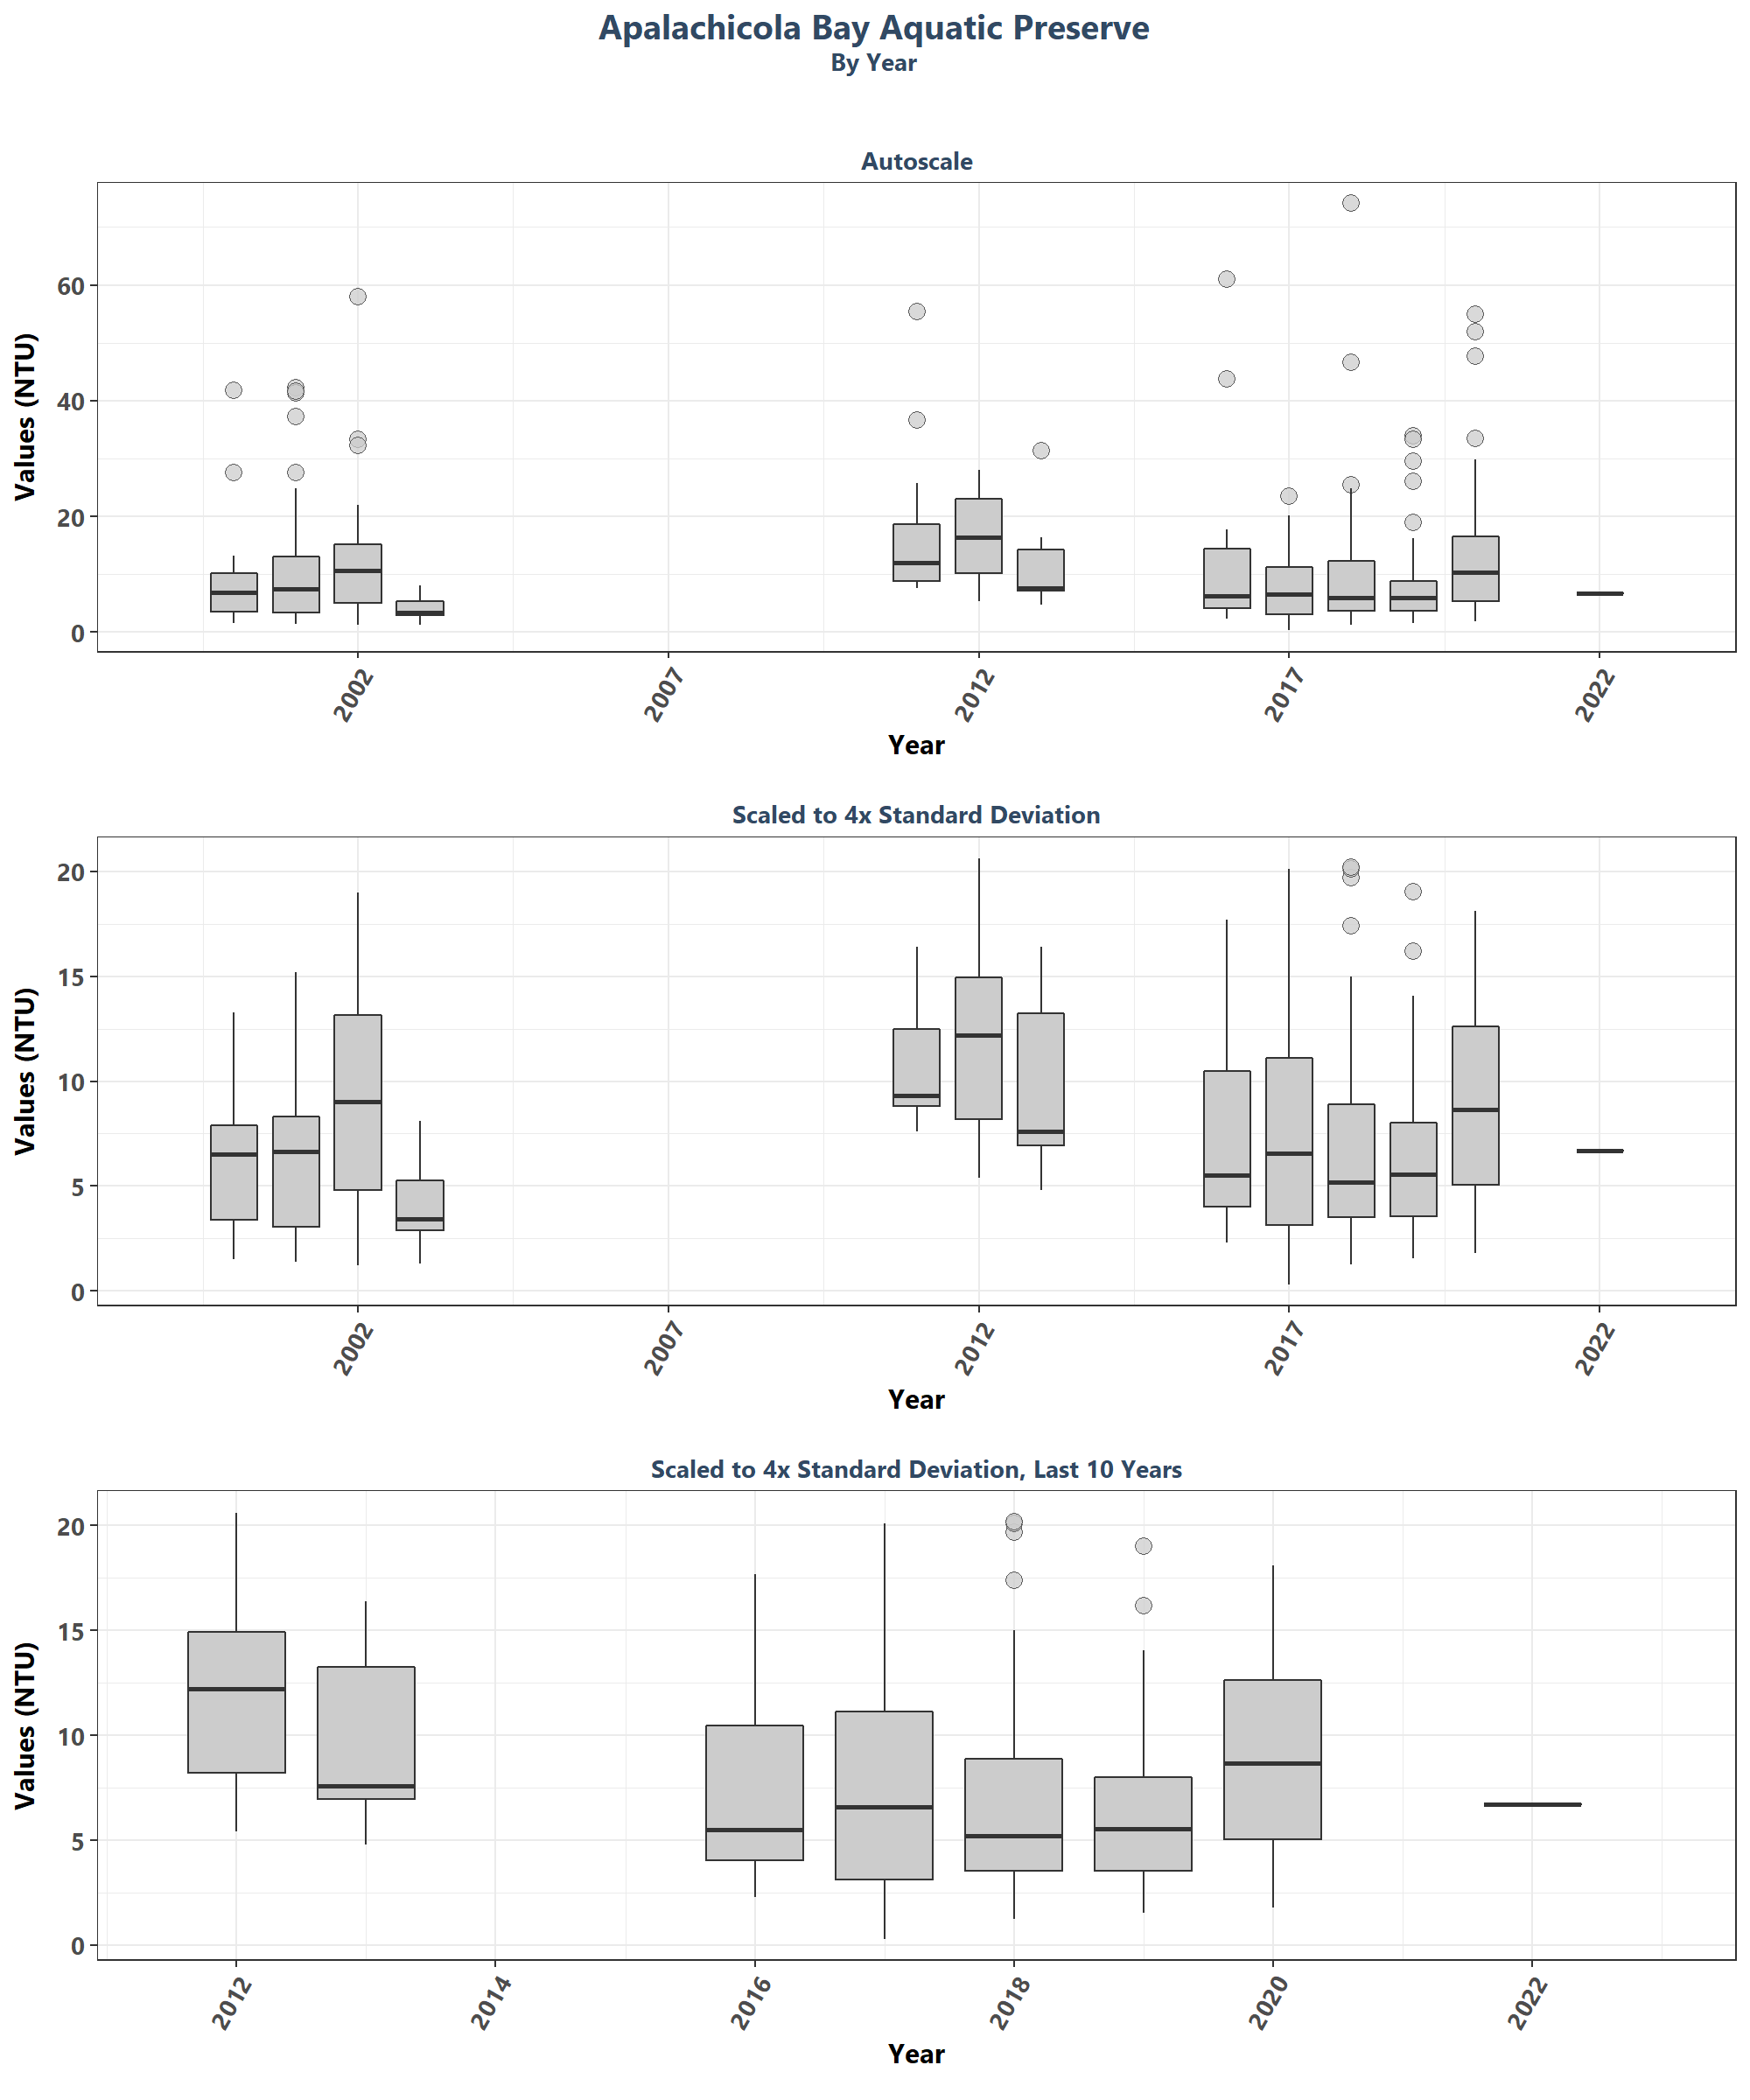 Apalachicola Bay Aquatic Preserve
By Year
Autoscale
Values (NTU)
60
40
20
0
2002
2007
2012
2017
2022
Year
Scaled to 4x Standard Deviation
Values (NTU)
20
15
10
5
0
2002
2007
2012
2017
2022
Year
Scaled to 4x Standard Deviation, Last 10 Years
Values (NTU)
20
15
10
5
0
2012
2014
2016
2018
2020
2022
Year